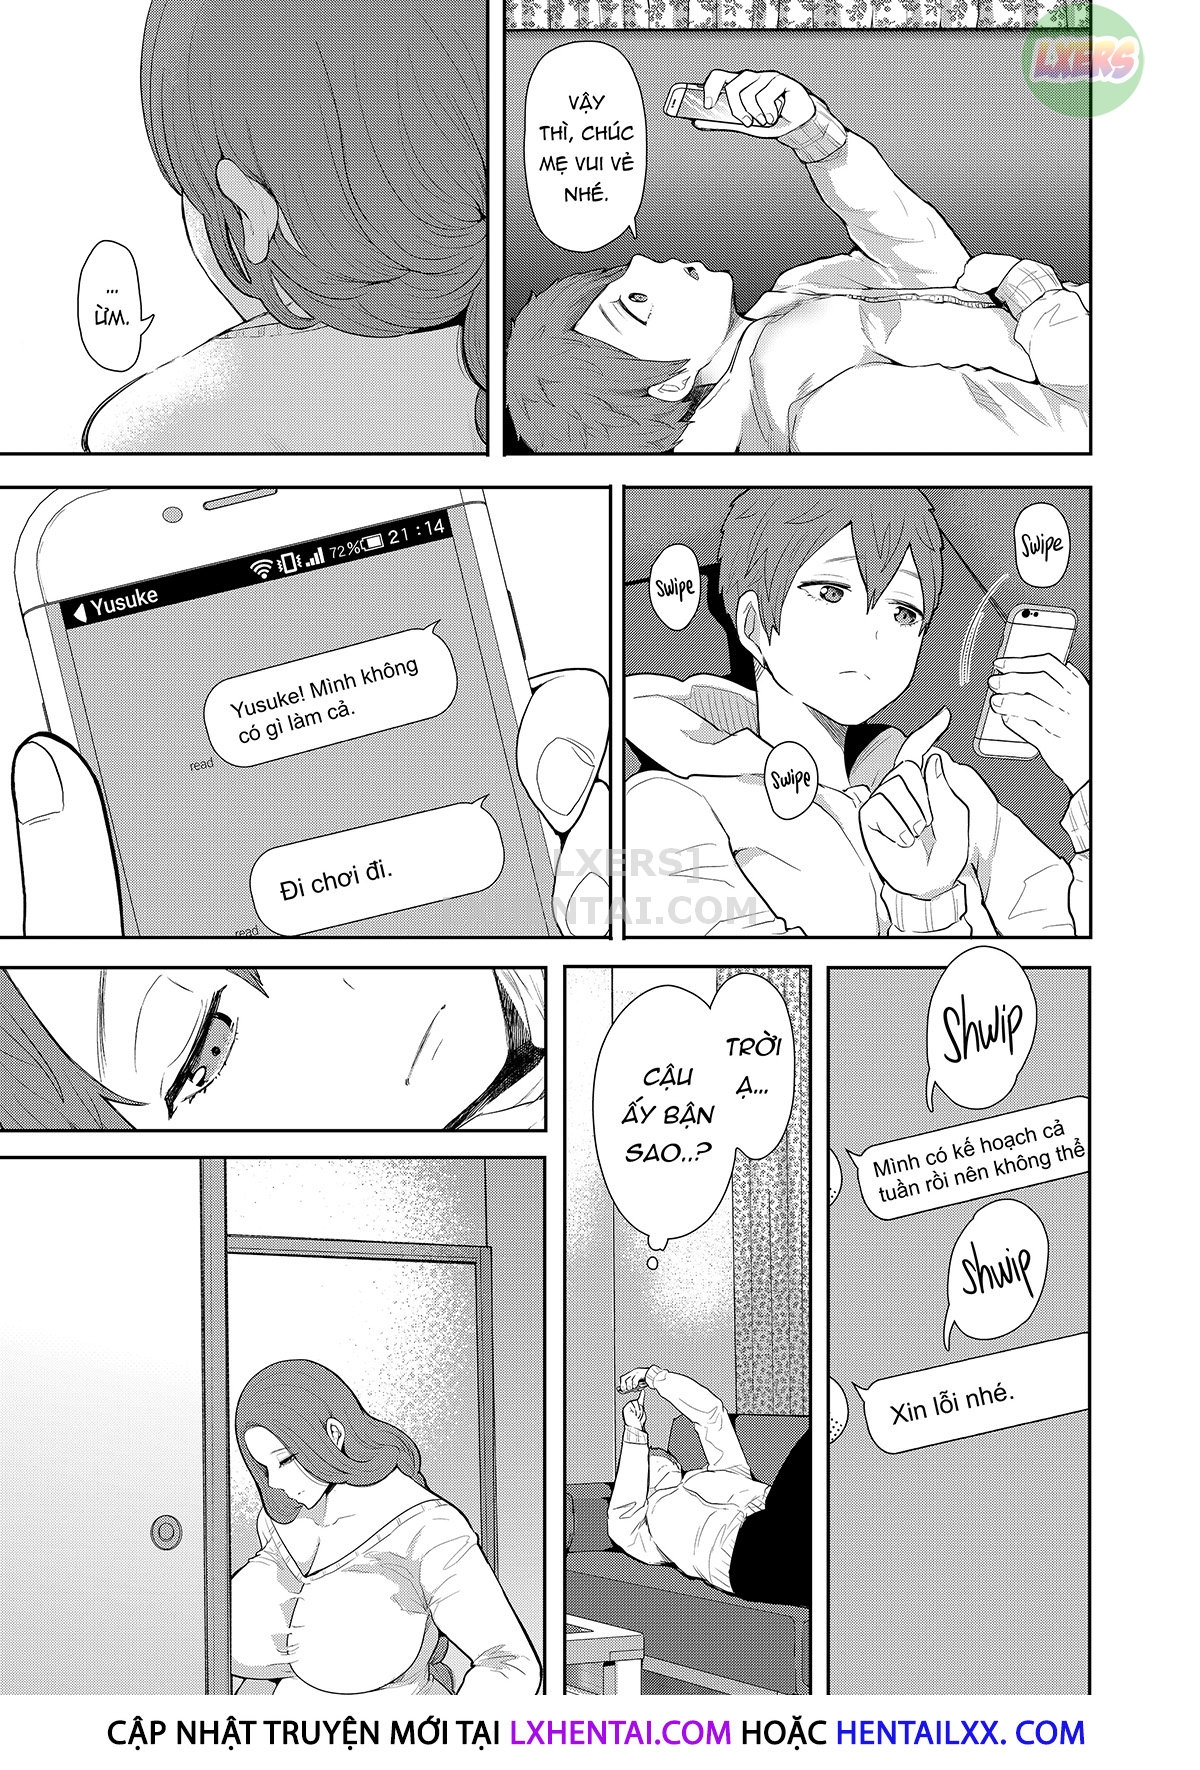 LXERS
VẬY
THÌ, CHÚC
MẸ VUI VẺ
NHÉ.
...
ỪM.
SWIPE
SWIPE
SWIPE
72% 21:14
Yusuke
Yusuke! Mình không
có gì làm cả.
read
Đi chơi đi.
read
LXERS]
ENTAI.COM
Shwip
Mình có kế hoạch cả
tuần rồi nên không thể
Shwip
Xin lỗi nhé.
TRỜI
Ạ...
CẬU
ẤY BẬN
SAO..?
CẬP NHẬT TRUYỆN MỚI TẠI LXHENTAI.COM HOẶC HENTAILXX. COM